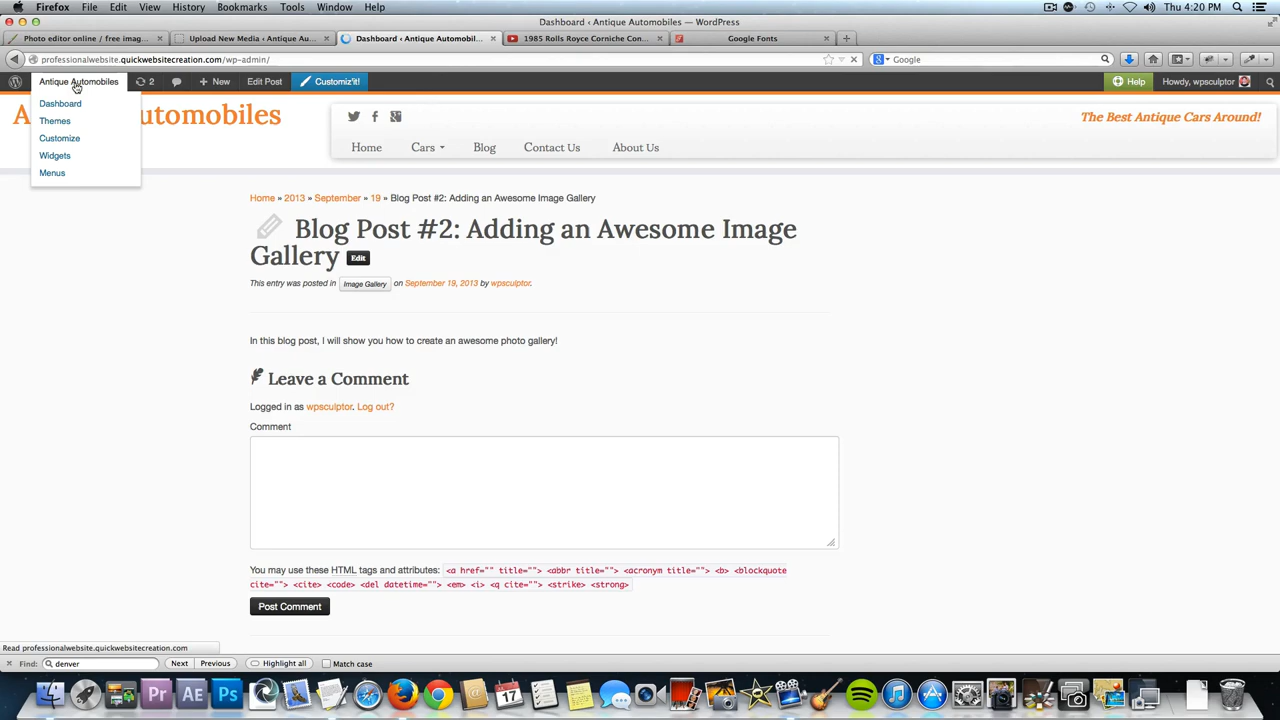 Firefox File Edit View History Bookmarks Tools Window Help Thu 4:20 PM
Dashboard ‹ Antique Automobiles — WordPress
Photo editor online / free imag... Upload New Media ‹ Antique Au... Dashboard ‹ Antique Automobil... 1985 Rolls Royce Corniche Con... Google Fonts
professionalwebsite.quickwebsitecreation.com/wp-admin/ Google
Antique Automobiles 2 New Edit Post Customiz'it! Help Howdy, wpsculptor
Dashboard
Themes
Customize
Widgets
Menus
A utomobiles
The Best Antique Cars Around!
Home Cars Blog Contact Us About Us
Home » 2013 » September » 19 » Blog Post #2: Adding an Awesome Image Gallery
Blog Post #2: Adding an Awesome Image
Gallery Edit
This entry was posted in Image Gallery on September 19, 2013 by wpsculptor.
In this blog post, I will show you how to create an awesome photo gallery!
Leave a Comment
Logged in as wpsculptor. Log out?
Comment
You may use these HTML tags and attributes: <a href="" title=""> <abbr title=""> <acronym title=""> <b> <blockquote
cite=""> <cite> <code> <del datetime=""> <em> <i> <q cite=""> <strike> <strong>
Post Comment
Read professionalwebsite.quickwebsitecreation.com
Find: denver Next Previous Highlight all Match case
Pr Ae Ps 17